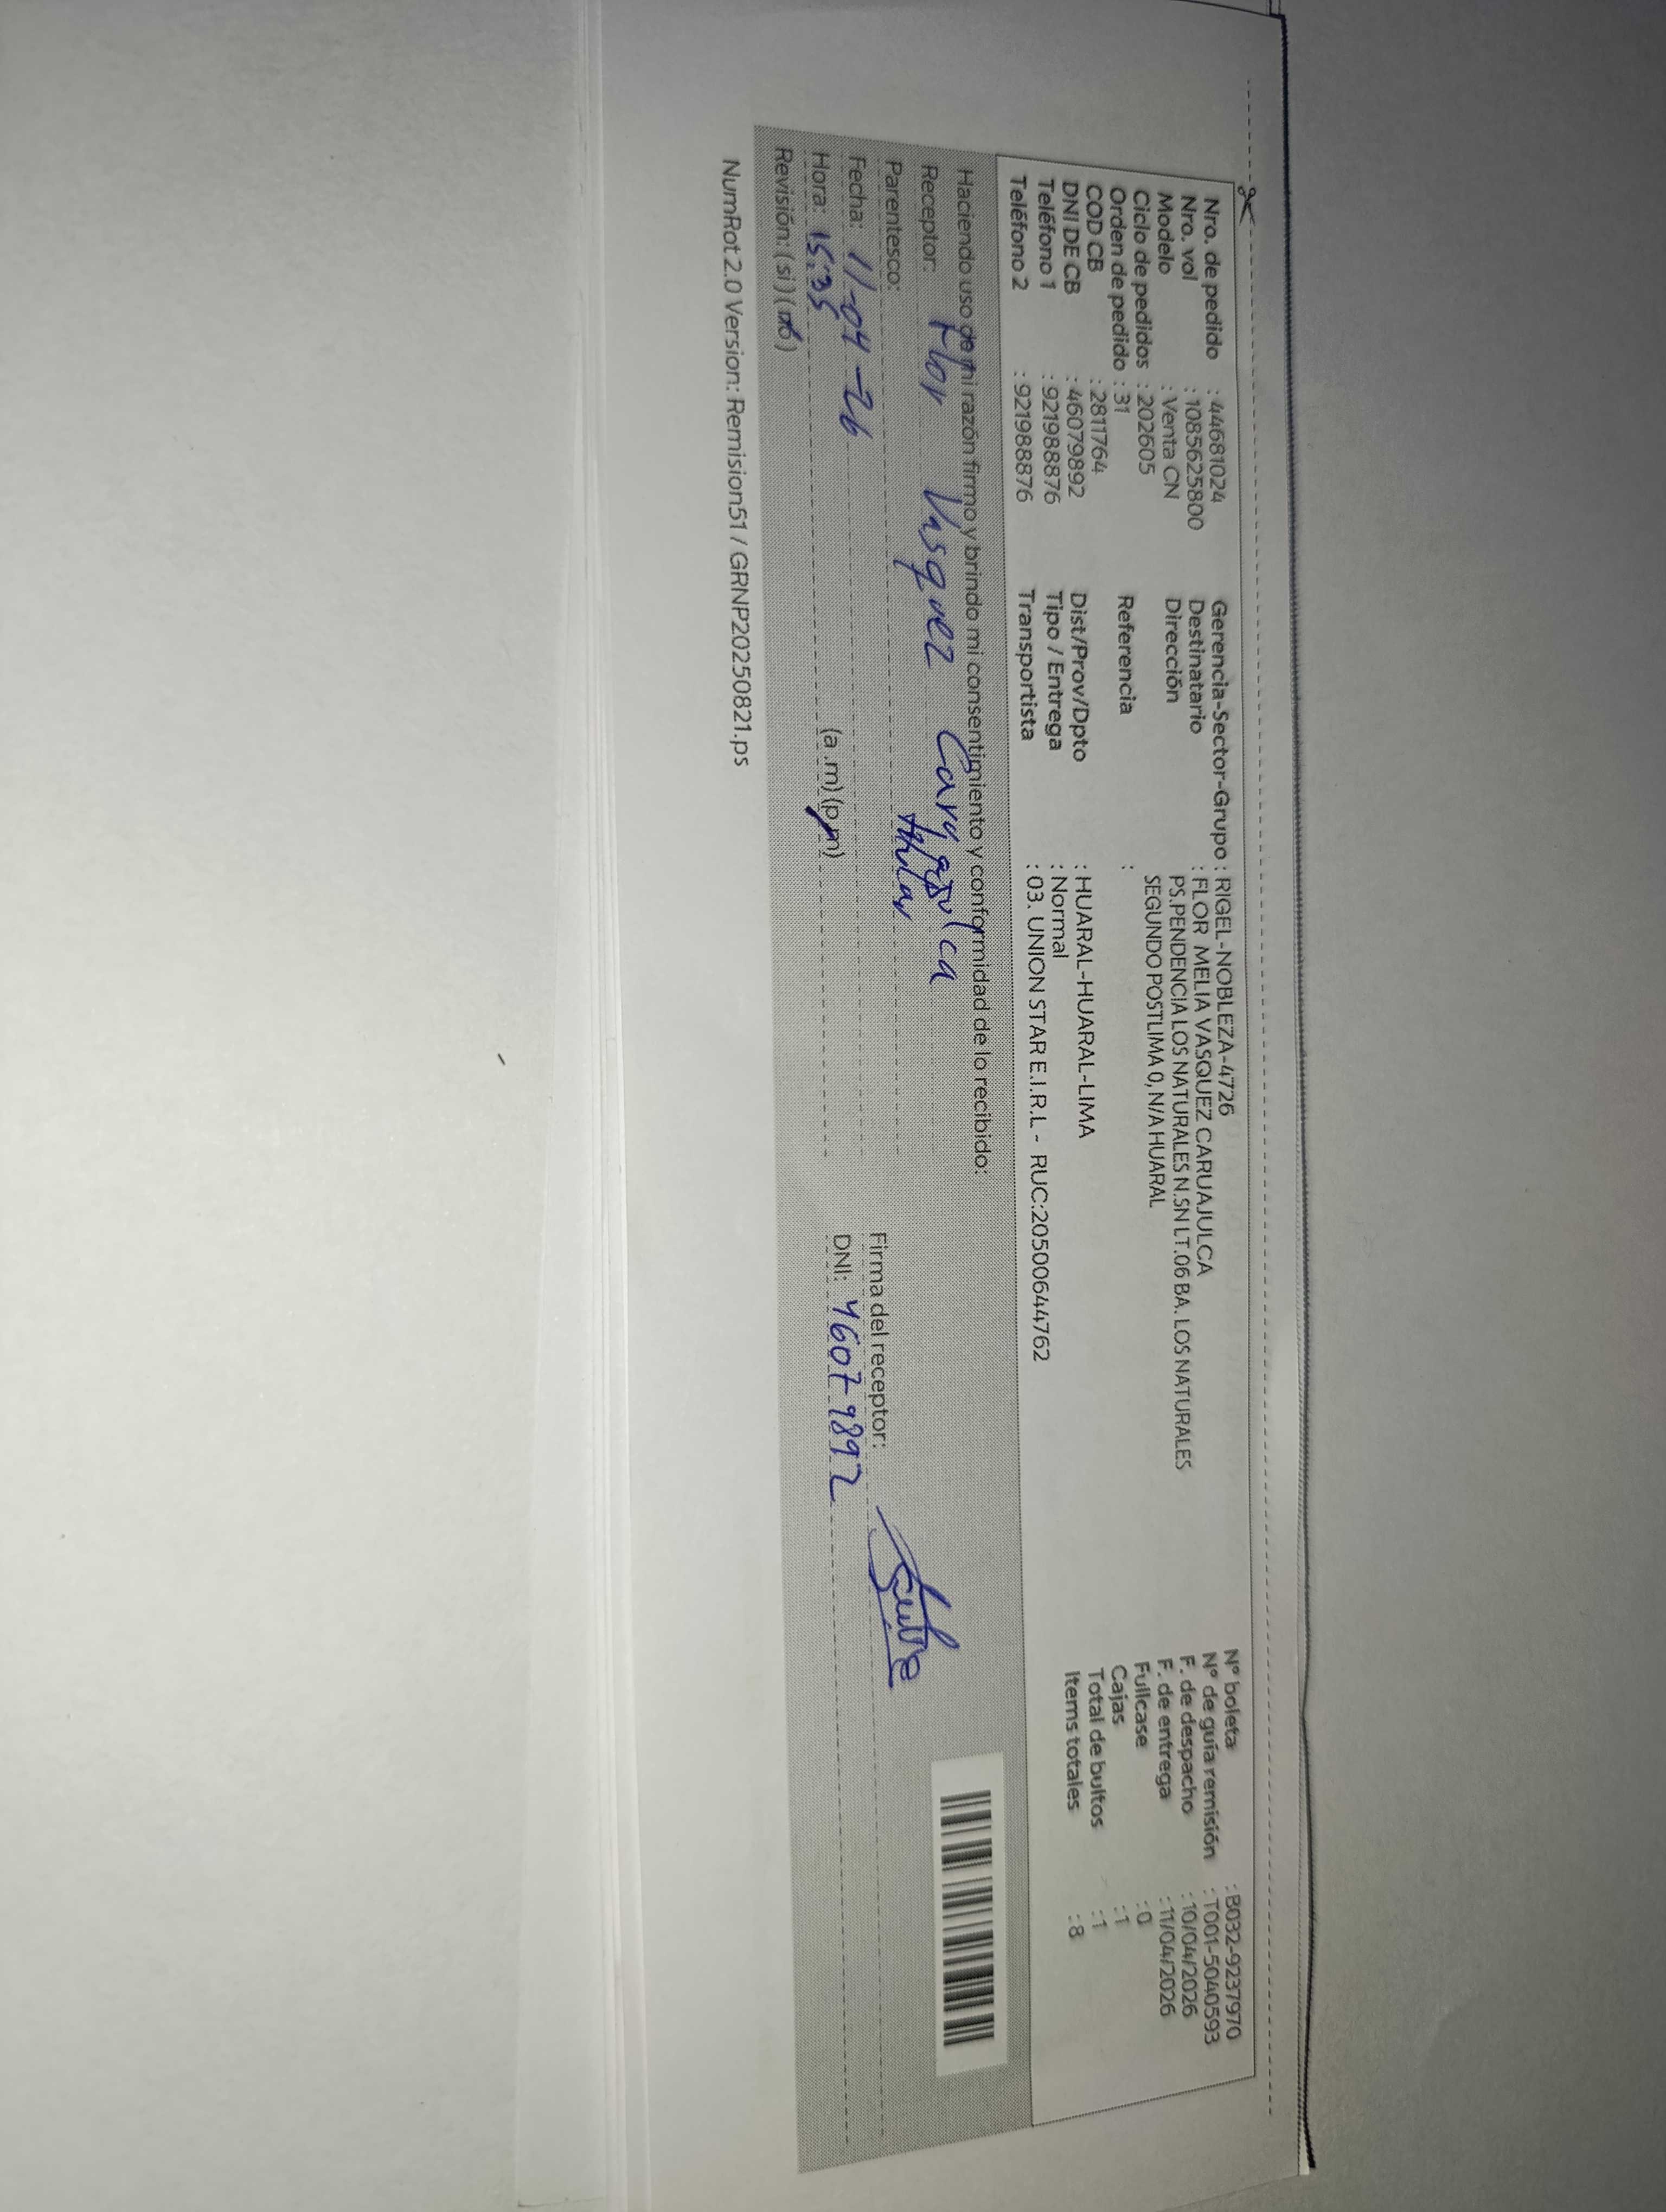 Nro. de pedido : 44681024
Nro. vol : 1085625800
Modelo : Venta CN
Ciclo de pedidos : 202605
Orden de pedido : 31
COD CB : 2811764
DNI DE CB : 46079892
Teléfono 1 : 921988876
Teléfono 2 : 921988876
Gerencia-Sector-Grupo : RIGEL-NOBLEZA-4726
Destinatario : FLOR MELIA VASQUEZ CARUAJULCA
Dirección PS.PENDENCIA LOS NATURALES N.SN LT.06 BA. LOS NATURALES
SEGUNDO POSTLIMA 0, N/A HUARAL
Referencia :
Dist/Prov/Dpto : HUARAL-HUARAL-LIMA
Tipo / Entrega : Normal
Transportista : 03. UNION STAR E.I.R.L - RUC:20500644762
N° boleta : B032-9237970
N° de guía remisión : T001-5040593
F. de despacho : 10/04/2026
F. de entrega : 11/04/2026
Fullcase : 0
Cajas : 1
Total de bultos : 1
Items totales : 8
Haciendo uso de mi razón firmo y brindo mi consentimiento y conformidad de lo recibido:
Receptor: Flor Vasquez
Parentesco:
Fecha: 11-04-26
Hora: 15:35 (a .m) (p.m)
Revisión: (si) (no)
Firma del receptor:
DNI: 46079892
NumRot 2.0 Version: Remision51 / GRNP20250821.ps